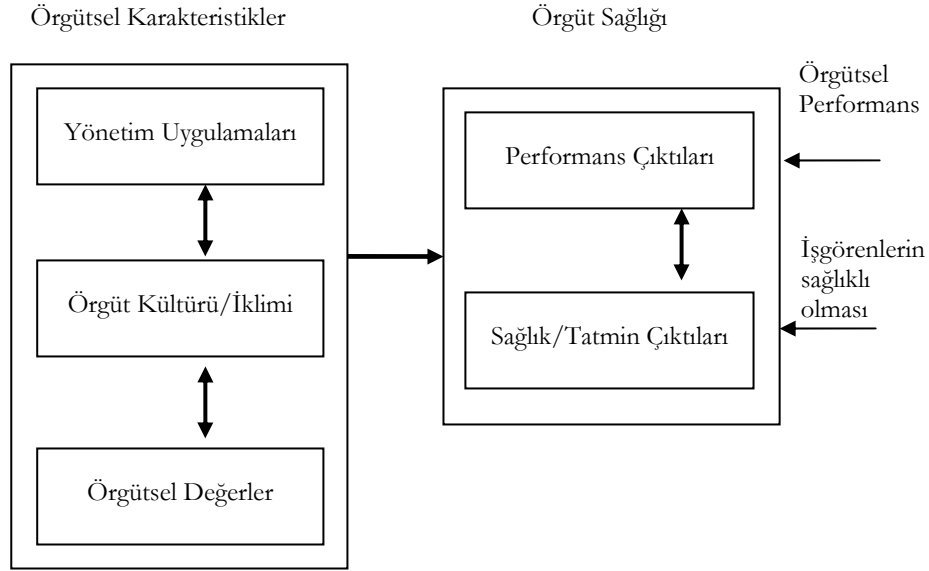 Örgütsel Karakteristikler
Örgüt Sağlığı
Yönetim Uygulamaları
Örgüt Kültürü/İklimi
Örgütsel Değerler
Performans Çıktıları
Sağlık/Tatmin Çıktıları
Örgütsel
Performans
İşgörenlerin
sağlıklı
olması